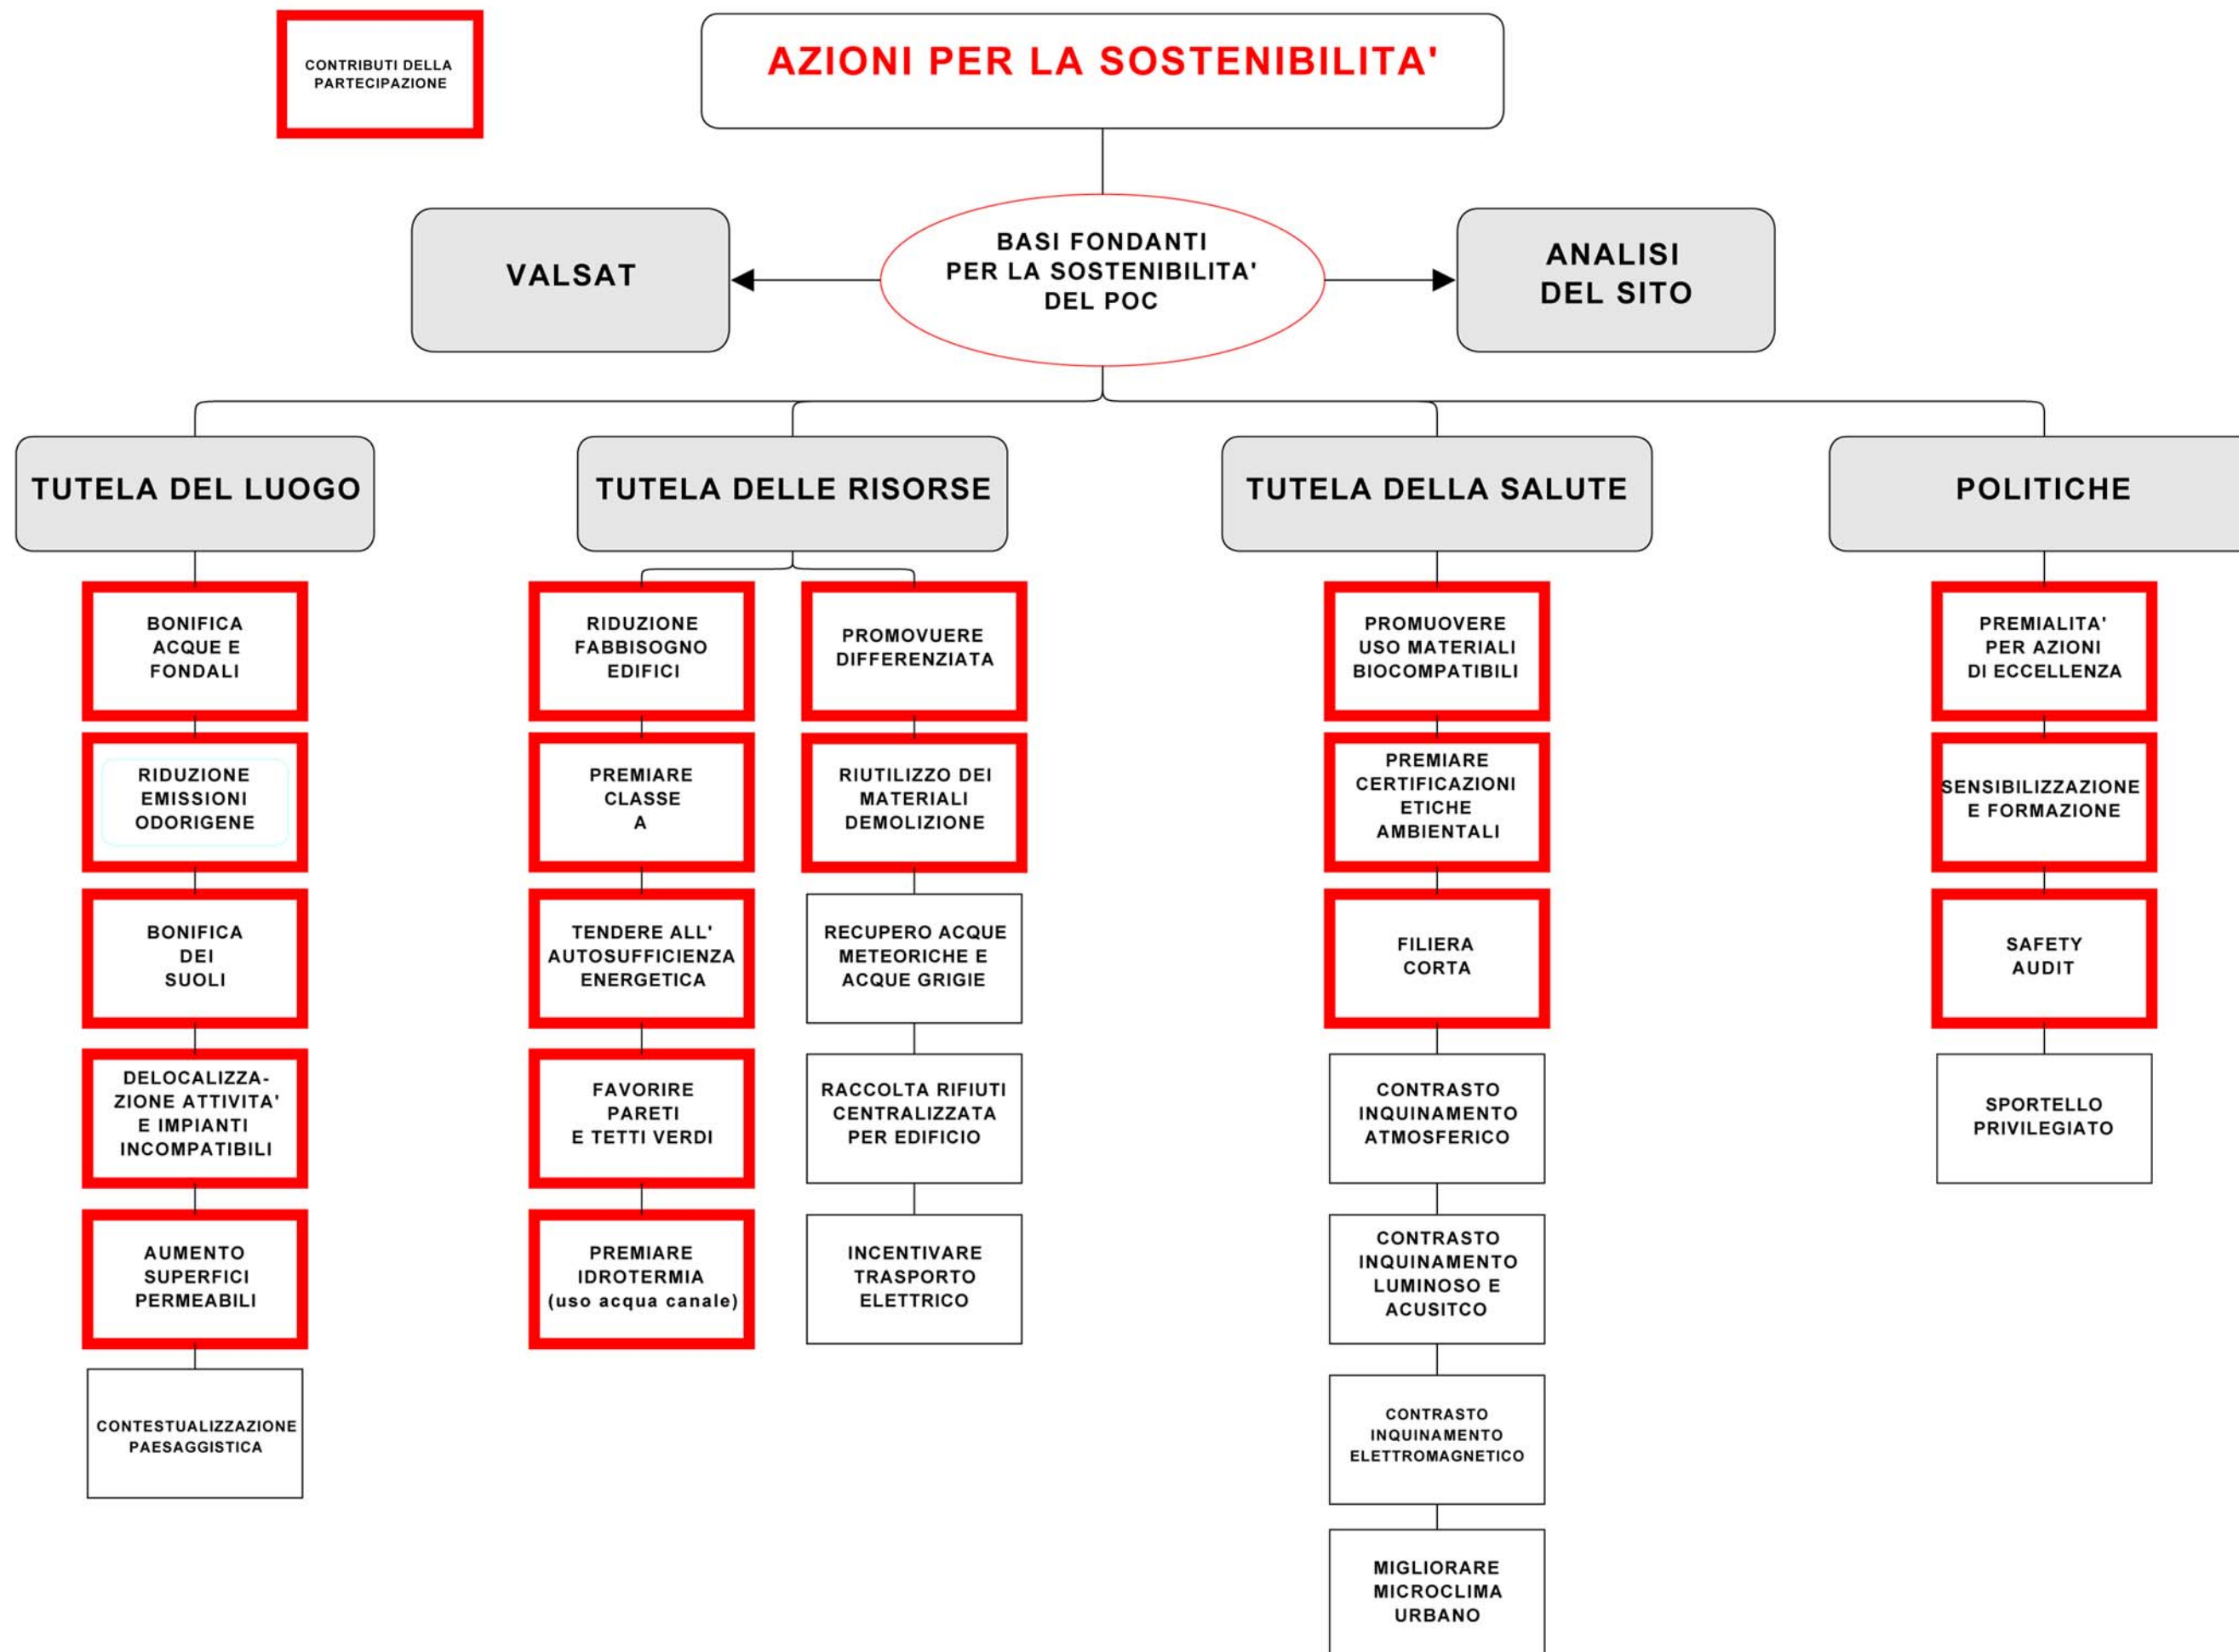 CONTRIBUTI DELLA
PARTECIPAZIONE
AZIONI PER LA SOSTENIBILITA'
VALSAT
BASI FONDANTI
PER LA SOSTENIBILITA'
DEL POC
ANALISI
DEL SITO
TUTELA DEL LUOGO
BONIFICA
ACQUE E
FONDALI
RIDUZIONE
EMISSIONI
ODORIGENE
BONIFICA
DEI
SUOLI
DELOCALIZZA-
ZIONE ATTIVITA'
E IMPIANTI
INCOMPATIBILI
AUMENTO
SUPERFICI
PERMEABILI
CONTESTUALIZZAZIONE
PAESAGGISTICA
TUTELA DELLE RISORSE
RIDUZIONE
FABBISOGNO
EDIFICI
PREMIARE
CLASSE
A
TENDERE ALL'
AUTOSUFFICIENZA
ENERGETICA
FAVORIRE
PARETI
E TETTI VERDI
PREMIARE
IDROTERMIA
(uso acqua canale)
PROMOVUERE
DIFFERENZIATA
RIUTILIZZO DEI
MATERIALI
DEMOLIZIONE
RECUPERO ACQUE
METEORICHE E
ACQUE GRIGIE
RACCOLTA RIFIUTI
CENTRALIZZATA
PER EDIFICIO
INCENTIVARE
TRASPORTO
ELETTRICO
TUTELA DELLA SALUTE
PROMUOVERE
USO MATERIALI
BIOCOMPATIBILI
PREMIARE
CERTIFICAZIONI
ETICHE
AMBIENTALI
FILIERA
CORTA
CONTRASTO
INQUINAMENTO
ATMOSFERICO
CONTRASTO
INQUINAMENTO
LUMINOSO E
ACUSITCO
CONTRASTO
INQUINAMENTO
ELETTROMAGNETICO
MIGLIORARE
MICROCLIMA
URBANO
POLITICHE
PREMIALITA'
PER AZIONI
DI ECCELLENZA
SENSIBILIZZAZIONE
E FORMAZIONE
SAFETY
AUDIT
SPORTELLO
PRIVILEGIATO